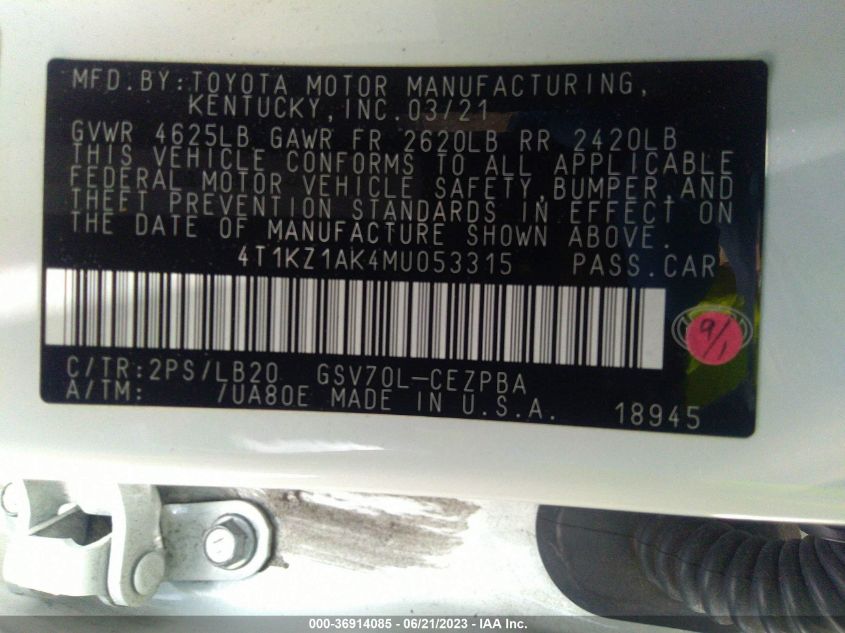 MFD.BY:TOYOTA MOTOR MANUFACTURING,
KENTUCKY, INC. 03/21
GVWR 4625LB GAWR FR 2620LB RR 2420LB
THIS VEHICLE CONFORMS TO ALL APPLICABLE
FEDERAL MOTOR VEHICLE SAFETY, BUMPER, AND
THEFT PREVENTION STANDARDS IN EFFECT ON
THE DATE OF MANUFACTURE SHOWN ABOVE.
4T1KZ1AK4MU053315 PASS.CAR
9/1
C/TR:2PS/LB20 GSV70L-CEZPBA
A/TM: /UA80E MADE IN U.S.A. 18945
000-36914085 - 06/21/2023 - IAA Inc.